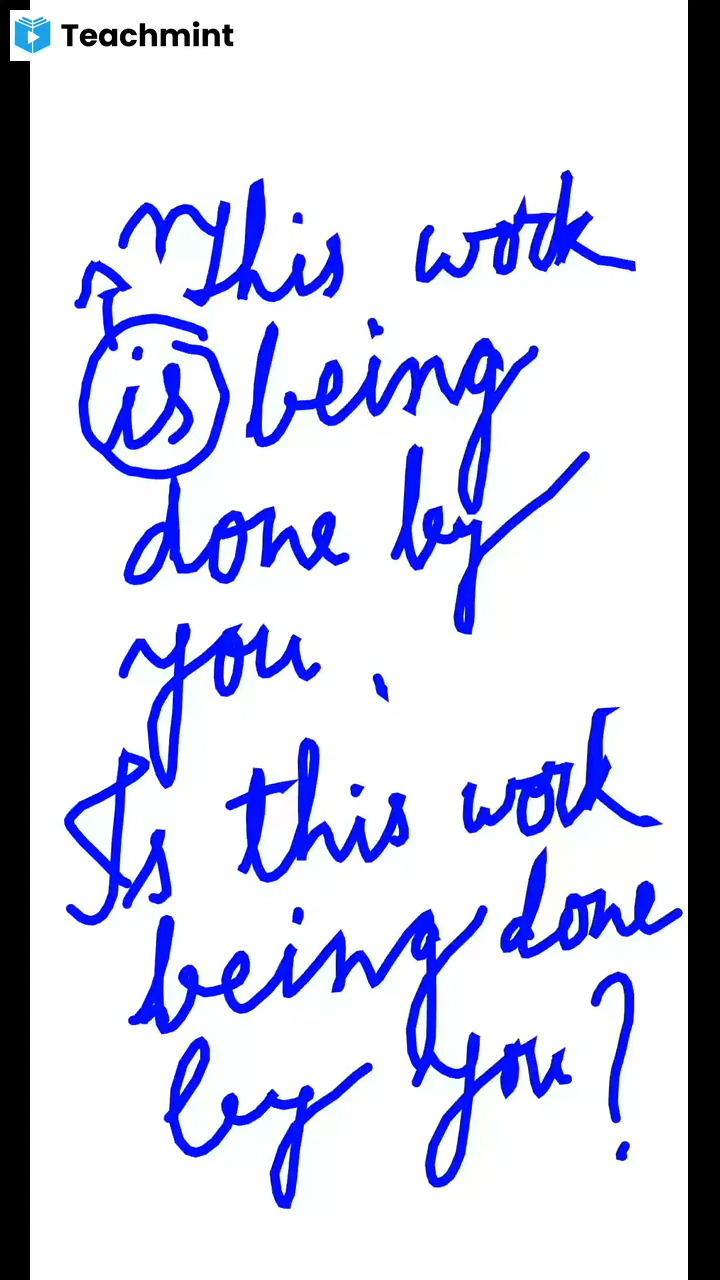 Teachmint
This work
is being
done by
you.
Is this work
being done
by you?